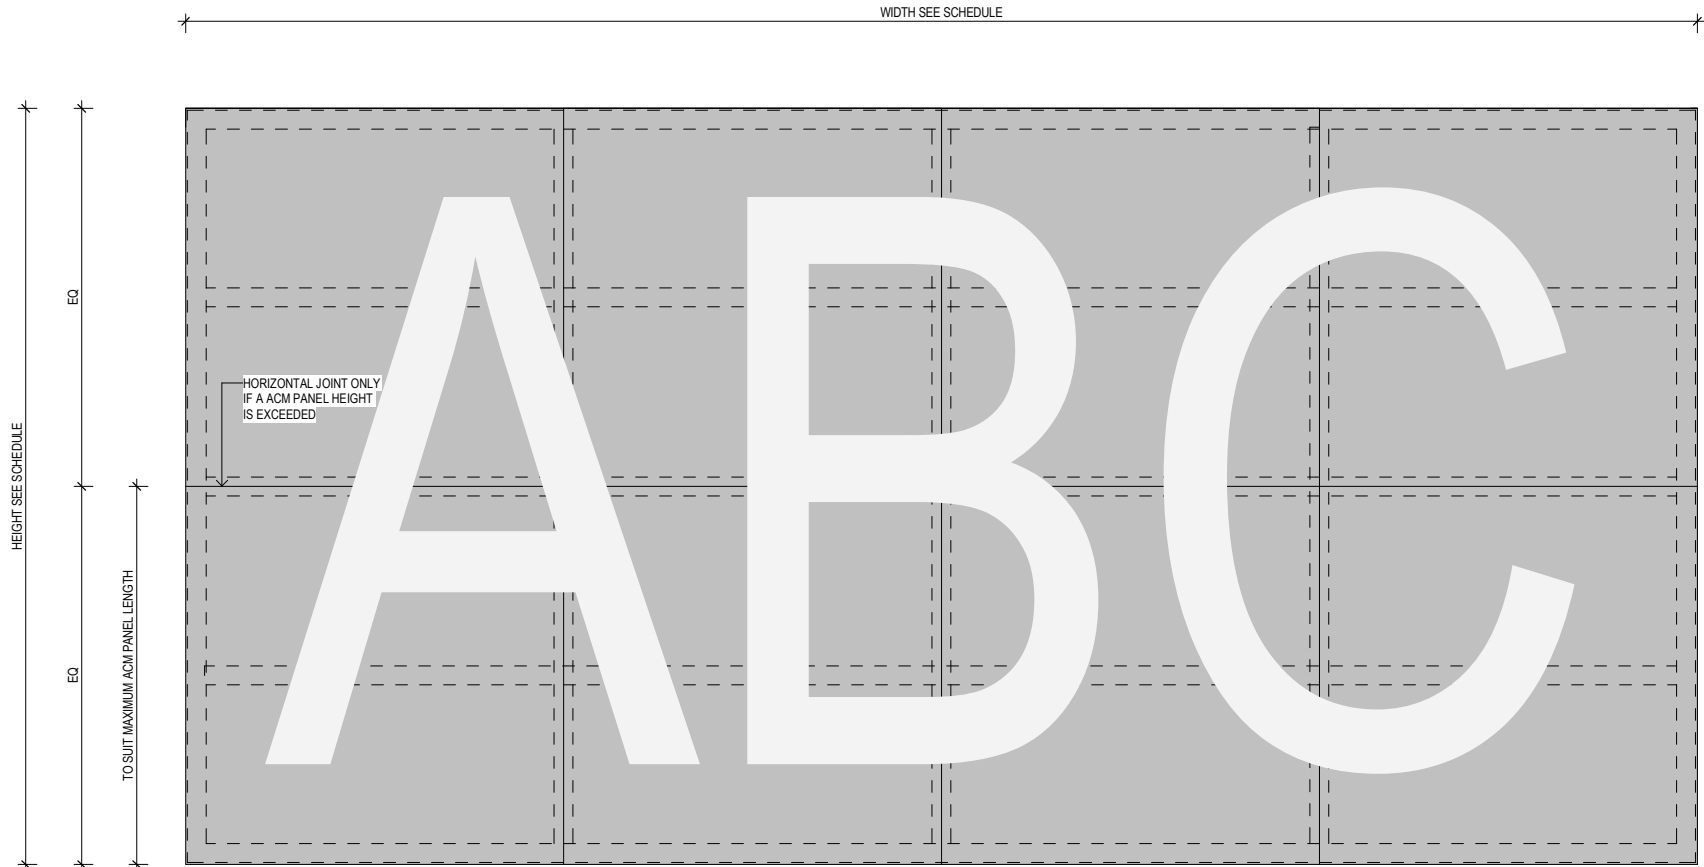 WIDTH SEE SCHEDULE
HEIGHT SEE SCHEDULE
EQ
EQ
TO SUIT MAXIMUM ACM PANEL LENGTH
HORIZONTAL JOINT ONLY
IF A ACM PANEL HEIGHT
IS EXCEEDED
ABC